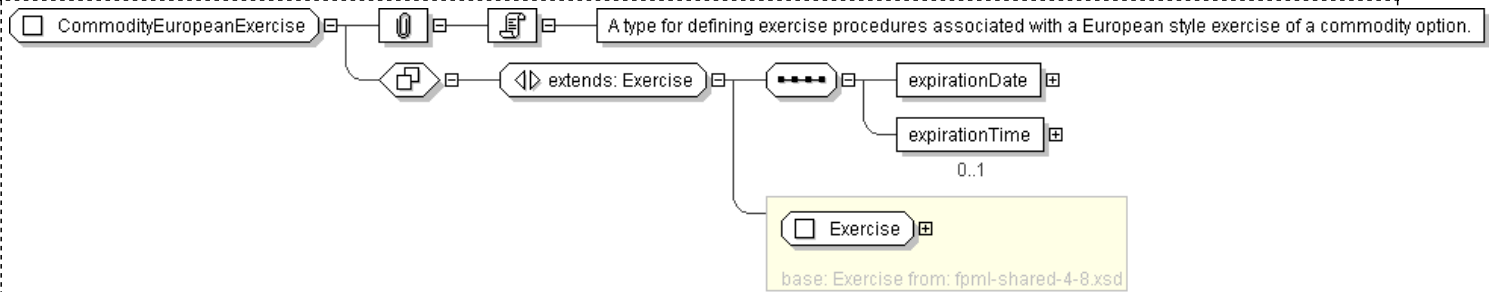 CommodityEuropeanExercise
A type for defining exercise procedures associated with a European style exercise of a commodity option.
extends: Exercise
expirationDate
expirationTime
0..1
Exercise
base: Exercise from: fpml-shared-4-8.xsd